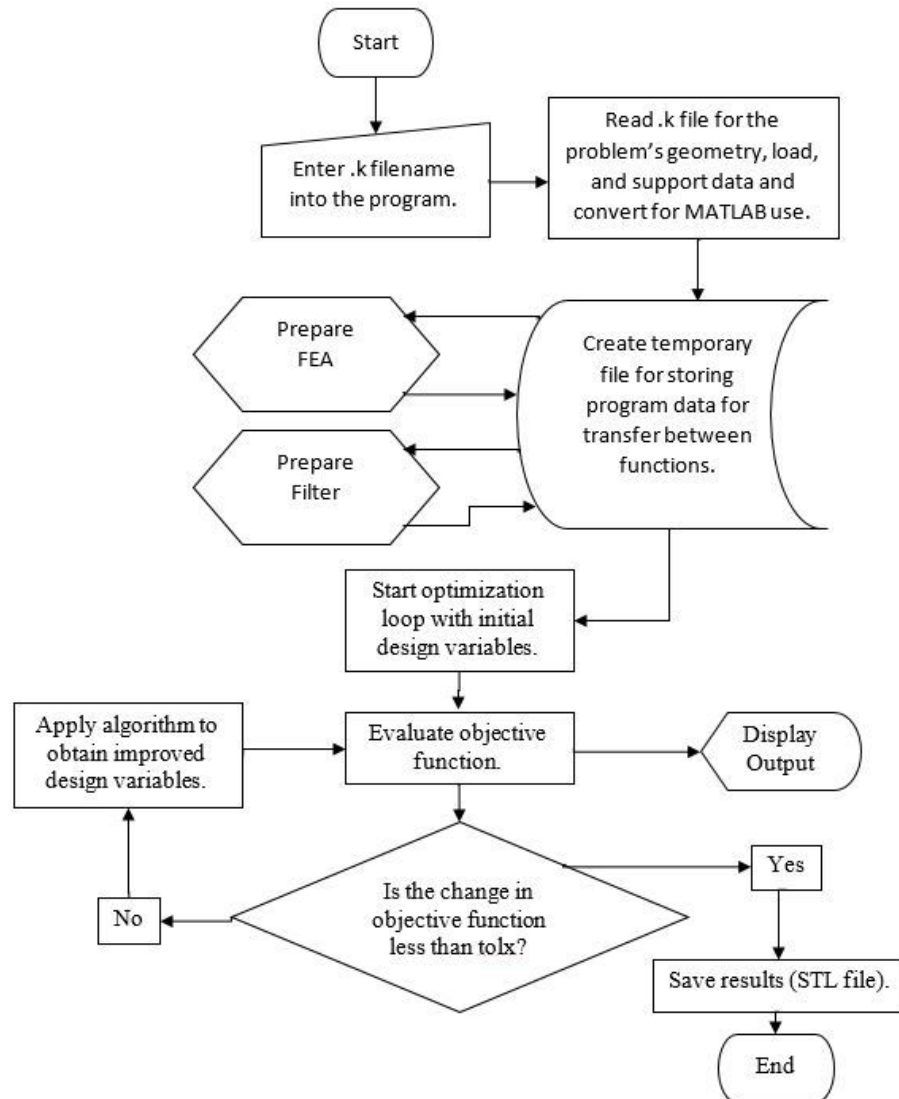 Start
Enter .k filename
into the program.
Read .k file for the
problem’s geometry, load,
and support data and
convert for MATLAB use.
Prepare
FEA
Create temporary
file for storing
program data for
transfer between
functions.
Prepare
Filter
Start optimization
loop with initial
design variables.
Apply algorithm to
obtain improved
design variables.
Evaluate objective
function.
Display
Output
Is the change in
objective function
less than tolx?
Yes
No
Save results (STL file).
End